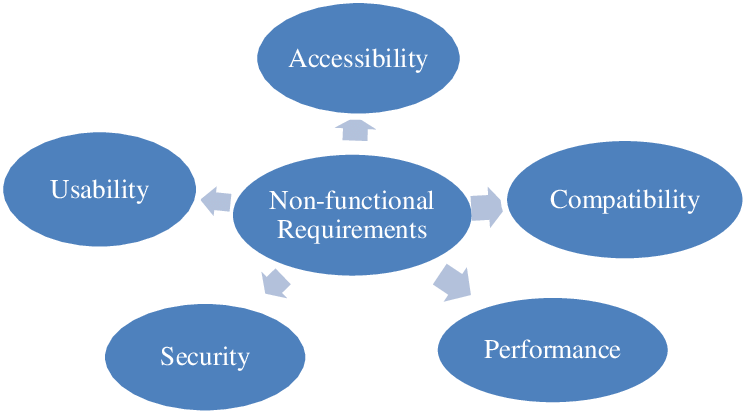 Accessibility
Usability
Non-functional
Requirements
Compatibility
Security
Performance